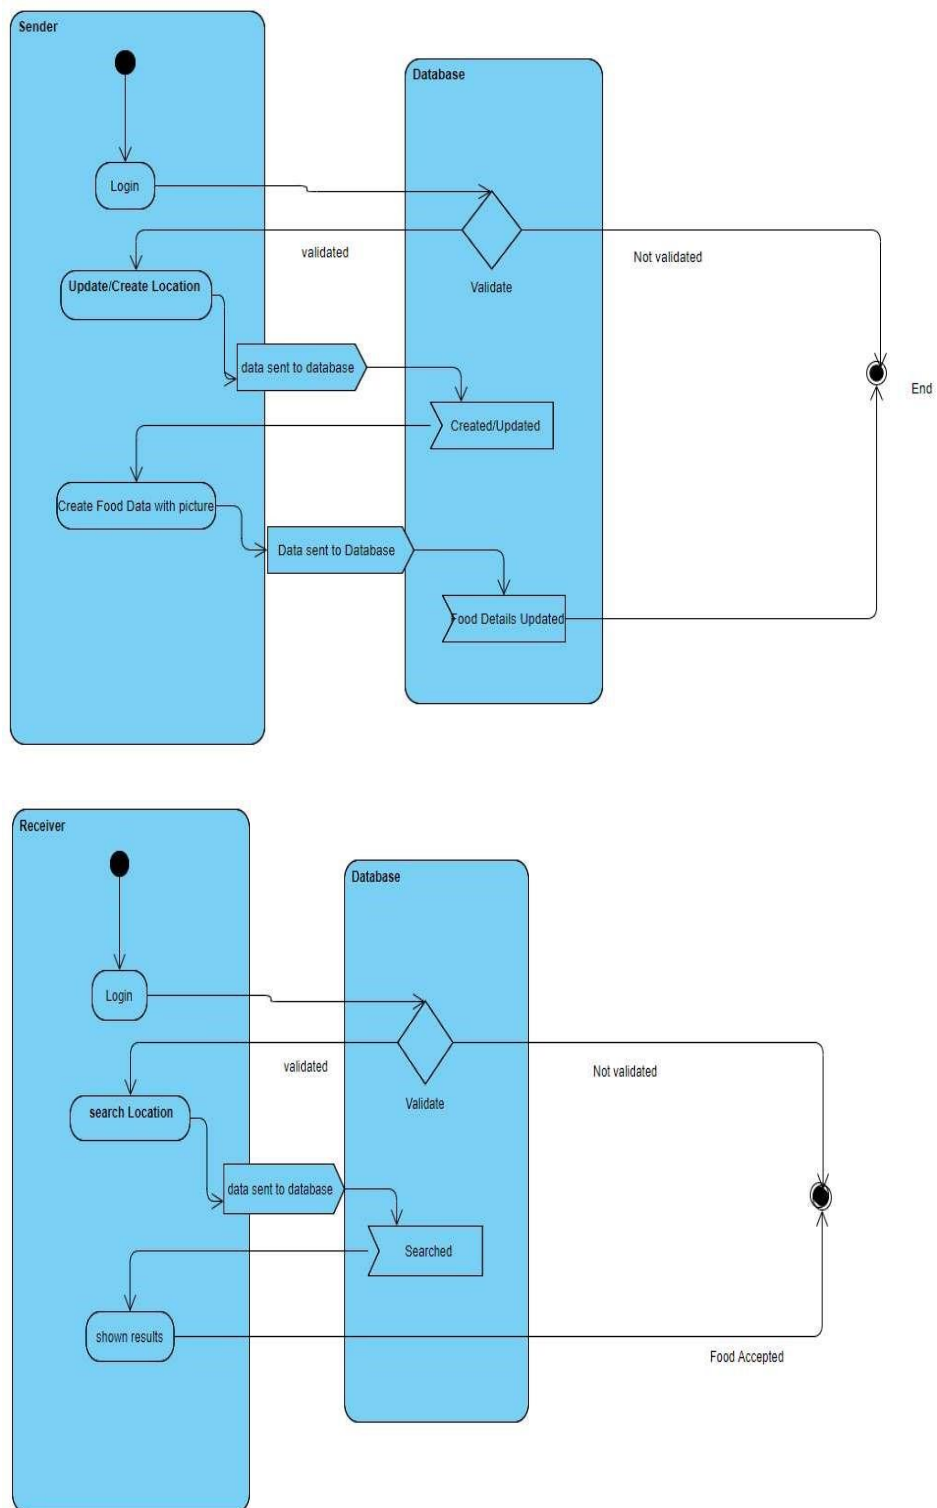 Sender
Database
Login
validated
Not validated
Validate
Update/Create Location
data sent to database
End
Created/Updated
Create Food Data with picture
Data sent to Database
Food Details Updated
Receiver
Database
Login
validated
Not validated
Validate
search Location
data sent to database
Searched
shown results
Food Accepted